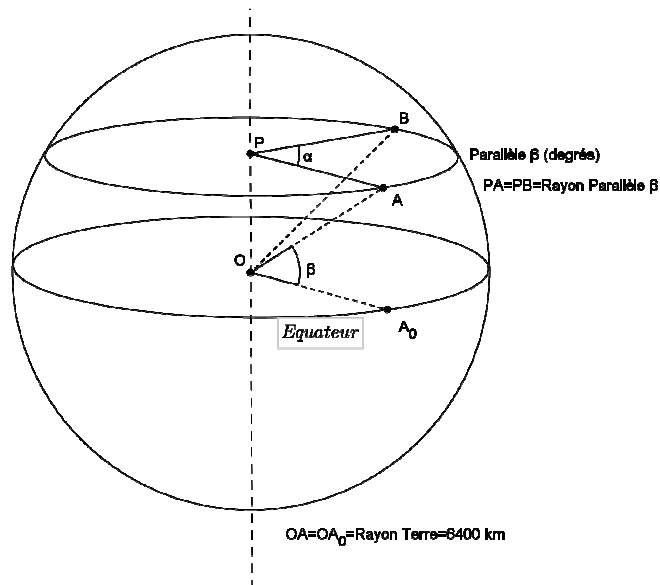 B
P
α
Parallèle β (degrés)
A
PA=PB=Rayon Parallèle β
O
β
A₀
Equateur
OA=OA₀=Rayon Terre=6400 km